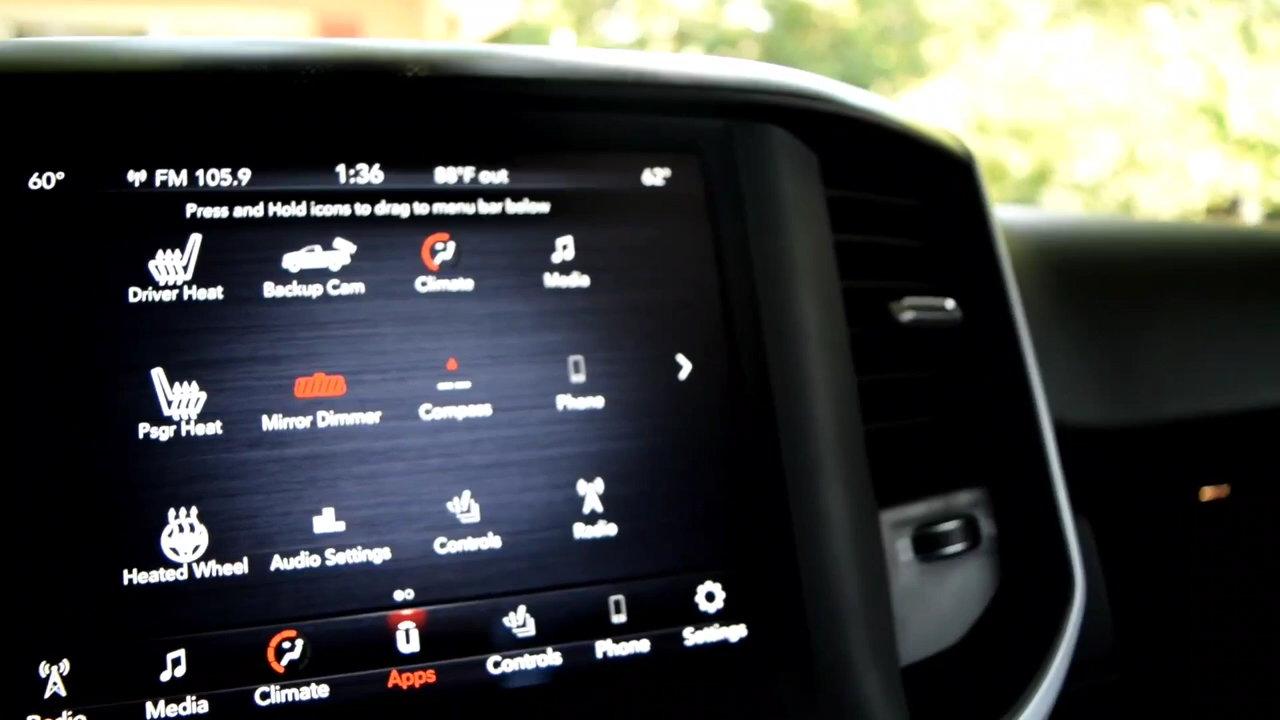 60° FM 105.9 1:36 88°F out 62°
Press and Hold icons to drag to menu bar below
Driver Heat Backup Cam Climate Media
Psgr Heat Mirror Dimmer Compass Phone
Heated Wheel Audio Settings Controls Radio
Radio Media Climate Apps Controls Phone Settings